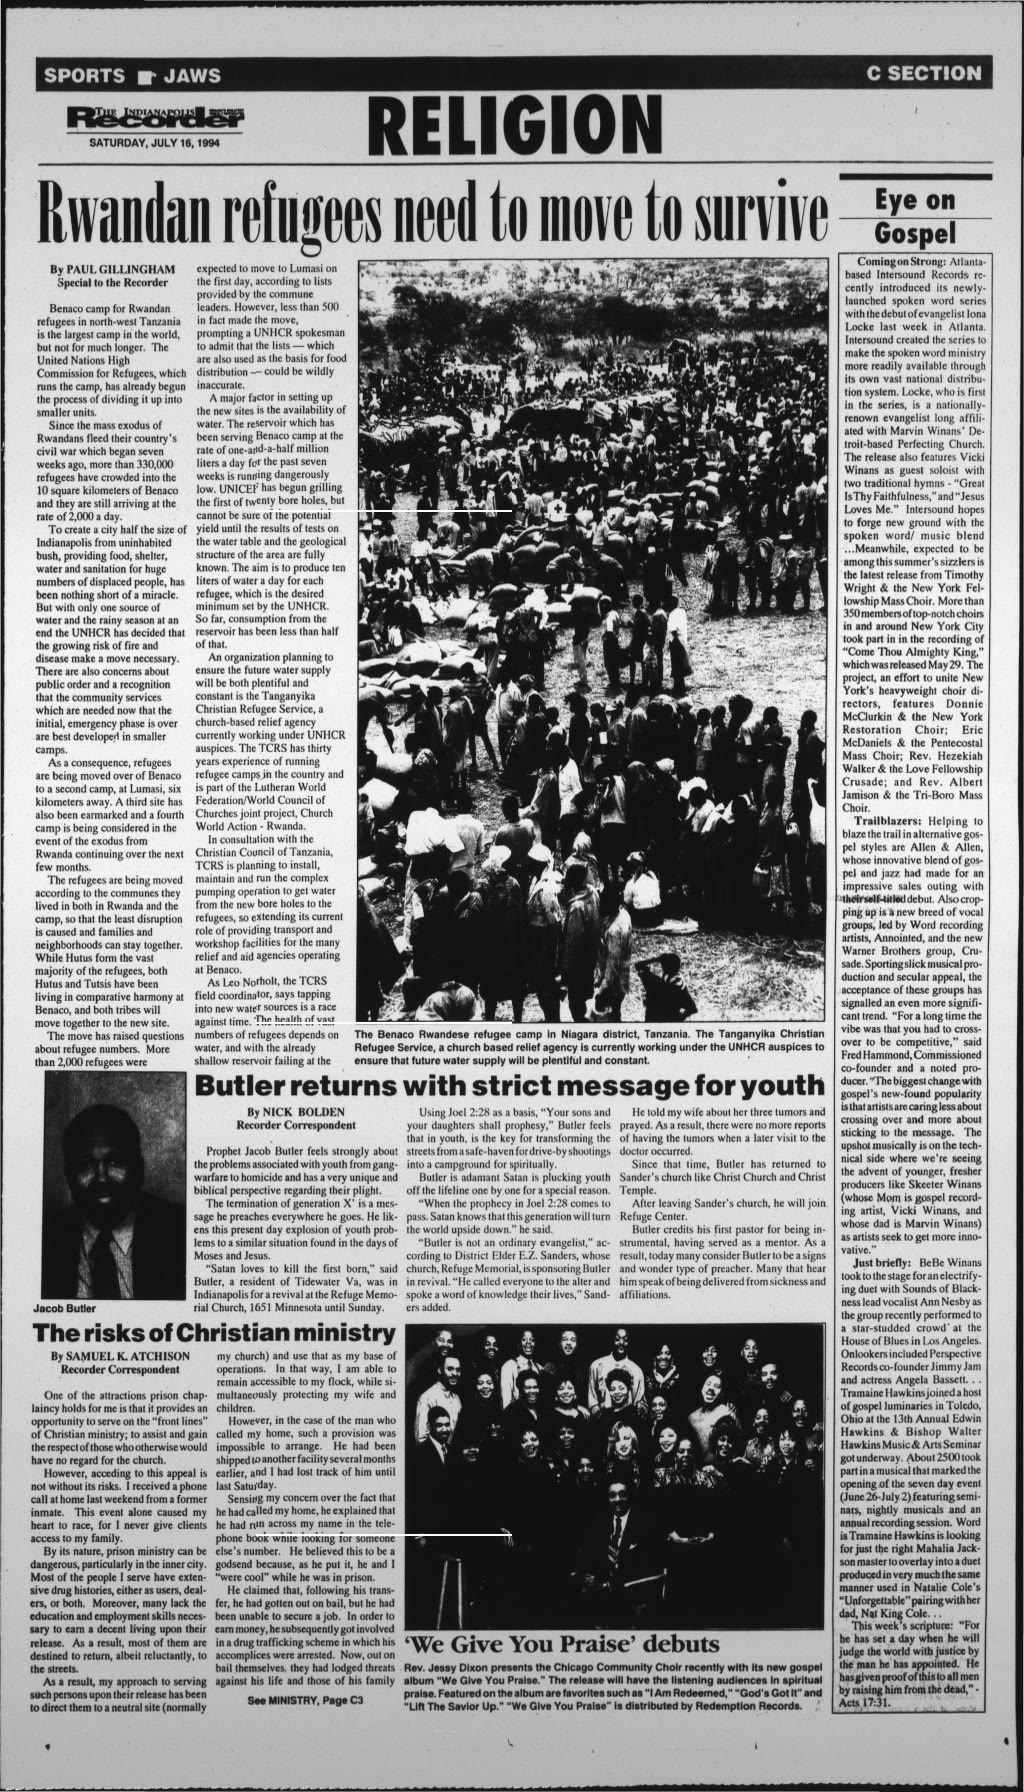 SPORTS JAWS
C SECTION
THE INDIANAPOLIS
Recorder
SATURDAY, JULY 16, 1994
RELIGION
Rwandan refugees need to move to survive
By PAUL GILLINGHAM
Special to the Recorder
Benaco camp for Rwandan
refugees in north-west Tanzania
is the largest camp in the world,
but not for much longer. The
United Nations High
Commission for Refugees, which
runs the camp, has already begun
the process of dividing it up into
smaller units.
Since the mass exodus of
Rwandans fled their country's
civil war which began seven
weeks ago, more than 330,000
refugees have crowded into the
10 square kilometers of Benaco
and they are still arriving at the
rate of 2,000 a day.
To create a city half the size of
Indianapolis from uninhabited
bush, providing food, shelter,
water and sanitation for huge
numbers of displaced people, has
been nothing short of a miracle.
But with only one source of
water and the rainy season at an
end the UNHCR has decided that
the growing risk of fire and
disease make a move necessary.
There are also concerns about
public order and a recognition
that the community services
which are needed now that the
initial, emergency phase is over
are best developed in smaller
camps.
As a consequence, refugees
are being moved over of Benaco
to a second camp, at Lumasi, six
kilometers away. A third site has
also been earmarked and a fourth
camp is being considered in the
event of the exodus from
Rwanda continuing over the next
few months.
The refugees are being moved
according to the communes they
lived in both in Rwanda and the
camp, so that the least disruption
is caused and families and
neighborhoods can stay together.
While Hutus form the vast
majority of the refugees, both
Hutus and Tutsis have been
living in comparative harmony at
Benaco, and both tribes will
move together to the new site.
The move has raised questions
about refugee numbers. More
than 2,000 refugees were
expected to move to Lumasi on
the first day, according to lists
provided by the commune
leaders. However, less than 500
in fact made the move,
prompting a UNHCR spokesman
to admit that the lists — which
are also used as the basis for food
distribution — could be wildly
inaccurate.
A major factor in setting up
the new sites is the availability of
water. The reservoir which has
been serving Benaco camp at the
rate of one-and-a-half million
liters a day for the past seven
weeks is running dangerously
low. UNICEF has begun grilling
the first of twenty bore holes, but
cannot be sure of the potential
yield until the results of tests on
the water table and the geological
structure of the area are fully
known. The aim is to produce ten
liters of water a day for each
refugee, which is the desired
minimum set by the UNHCR.
So far, consumption from the
reservoir has been less than half
of that.
An organization planning to
ensure the future water supply
will be both plentiful and
constant is the Tanganyika
Christian Refugee Service, a
church-based relief agency
currently working under UNHCR
auspices. The TCRS has thirty
years experience of running
refugee camps in the country and
is part of the Lutheran World
Federation/World Council of
Churches joint project, Church
World Action - Rwanda.
In consultation with the
Christian Council of Tanzania,
TCRS is planning to install,
maintain and run the complex
pumping operation to get water
from the new bore holes to the
refugees, so extending its current
role of providing transport and
workshop facilities for the many
relief and aid agencies operating
at Benaco.
As Leo Norholt, the TCRS
field coordinator, says tapping
into new water sources is a race
against time. The health of vast
numbers of refugees depends on
water, and with the already
shallow reservoir failing at the
The Benaco Rwandese refugee camp in Niagara district, Tanzania. The Tanganyika Christian
Refugee Service, a church based relief agency is currently working under the UNHCR auspices to
ensure that future water supply will be plentiful and constant.
Eye on
Gospel
Coming on Strong: Atlanta-
based Intersound Records re-
cently introduced its newly-
launched spoken word series
with the debut of evangelist Iona
Locke last week in Atlanta.
Intersound created the series to
make the spoken word ministry
more readily available through
its own vast national distribu-
tion system. Locke, who is first
in the series, is a nationally-
renown evangelist long affili-
ated with Marvin Winans' De-
troit-based Perfecting Church.
The release also features Vicki
Winans as guest soloist with
two traditional hymns - "Great
Is Thy Faithfulness," and "Jesus
Loves Me." Intersound hopes
to forge new ground with the
spoken word/ music blend
...Meanwhile, expected to be
among this summer's sizzlers is
the latest release from Timothy
Wright & the New York Fel-
lowship Mass Choir. More than
350 members of top-notch choirs
in and around New York City
took part in in the recording of
"Come Thou Almighty King,"
which was released May 29. The
project, an effort to unite New
York's heavyweight choir di-
rectors, features Donnie
McClurkin & the New York
Restoration Choir; Eric
McDaniels & the Pentecostal
Mass Choir; Rev. Hezekiah
Walker & the Love Fellowship
Crusade; and Rev. Albert
Jamison & the Tri-Boro Mass
Choir.
Trailblazers: Helping to
blaze the trail in alternative gos-
pel styles are Allen & Allen,
whose innovative blend of gos-
pel and jazz had made for an
impressive sales outing with
their self-titled debut. Also crop-
ping up is a new breed of vocal
groups, led by Word recording
artists, Annointed, and the new
Warner Brothers group, Cru-
sade. Sporting slick musical pro-
duction and secular appeal, the
acceptance of these groups has
signalled an even more signifi-
cant trend. "For a long time the
vibe was that you had to cross-
over to be competitive," said
Fred Hammond, Commissioned
co-founder and a noted pro-
ducer. "The biggest change with
gospel's new-found popularity
is that artists are caring less about
crossing over and more about
sticking to the message. The
upshot musically is on the tech-
nical side where we're seeing
the advent of younger, fresher
producers like Skeeter Winans
(whose Mom is gospel record-
ing artist, Vicki Winans, and
whose dad is Marvin Winans)
as artists seek to get more inno-
vative."
Just briefly: BeBe Winans
took to the stage for an electrify-
ing duet with Sounds of Black-
ness lead vocalist Ann Nesby as
the group recently performed to
a star-studded crowd at the
House of Blues in Los Angeles.
Onlookers included Perspective
Records co-founder Jimmy Jam
and actress Angela Bassett. . .
Tramaine Hawkins joined a host
of gospel luminaries in Toledo,
Ohio at the 13th Annual Edwin
Hawkins & Bishop Walter
Hawkins Music & Arts Seminar
got underway. About 2500 took
part in a musical that marked the
opening of the seven day event
(June 26-July 2) featuring semi-
nars, nightly musicals and an
annual recording session. Word
is Tramaine Hawkins is looking
for just the right Mahalia Jack-
son master to overlay into a duet
produced in very much the same
manner used in Natalie Cole's
"Unforgettable" pairing with her
dad, Nat King Cole. . .
This week's scripture: "For
he has set a day when he will
judge the world with justice by
the man he has appointed. He
has given proof of this to all men
by raising him from the dead," -
Acts 17:31.
Jacob Butler
Butler returns with strict message for youth
By NICK BOLDEN
Recorder Correspondent
Prophet Jacob Butler feels strongly about
the problems associated with youth from gang-
warfare to homicide and has a very unique and
biblical perspective regarding their plight.
The termination of generation X' is a mes-
sage he preaches everywhere he goes. He lik-
ens this present day explosion of youth prob-
lems to a similar situation found in the days of
Moses and Jesus.
"Satan loves to kill the first born," said
Butler, a resident of Tidewater Va, was in
Indianapolis for a revival at the Refuge Memo-
rial Church, 1651 Minnesota until Sunday.
Using Joel 2:28 as a basis, "Your sons and
your daughters shall prophesy," Butler feels
that in youth, is the key for transforming the
streets from a safe-haven for drive-by shootings
into a campground for spiritually.
Butler is adamant Satan is plucking youth
off the lifeline one by one for a special reason.
"When the prophecy in Joel 2:28 comes to
pass. Satan knows that this generation will turn
the world upside down." he said.
"Butler is not an ordinary evangelist," ac-
cording to District Elder E.Z. Sanders, whose
church, Refuge Memorial, is sponsoring Butler
in revival. "He called everyone to the alter and
spoke a word of knowledge their lives," Sand-
ers added.
He told my wife about her three tumors and
prayed. As a result, there were no more reports
of having the tumors when a later visit to the
doctor occurred.
Since that time, Butler has returned to
Sander's church like Christ Church and Christ
Temple.
After leaving Sander's church, he will join
Refuge Center.
Butler credits his first pastor for being in-
strumental, having served as a mentor. As a
result, today many consider Butler to be a signs
and wonder type of preacher. Many that hear
him speak of being delivered from sickness and
affiliations.
The risks of Christian ministry
By SAMUEL K. ATCHISON
Recorder Correspondent
One of the attractions prison chap-
laincy holds for me is that it provides an
opportunity to serve on the "front lines"
of Christian ministry; to assist and gain
the respect of those who otherwise would
have no regard for the church.
However, acceding to this appeal is
not without its risks. I received a phone
call at home last weekend from a former
inmate. This event alone caused my
heart to race, for I never give clients
access to my family.
By its nature, prison ministry can be
dangerous, particularly in the inner city.
Most of the people I serve have exten-
sive drug histories, either as users, deal-
ers, or both. Moreover, many lack the
education and employment skills neces-
sary to earn a decent living upon their
release. As a result, most of them are
destined to return, albeit reluctantly, to
the streets.
As a result, my approach to serving
such persons upon their release has been
to direct them to a neutral site (normally
my church) and use that as my base of
operations. In that way, I am able to
remain accessible to my flock, while si-
multaneously protecting my wife and
children.
However, in the case of the man who
called my home, such a provision was
impossible to arrange. He had been
shipped to another facility several months
earlier, and I had lost track of him until
last Saturday.
Sensing my concern over the fact that
he had called my home, he explained that
he had run across my name in the tele-
phone book while looking for someone
else's number. He believed this to be a
godsend because, as he put it, he and I
"were cool" while he was in prison.
He claimed that, following his trans-
fer, he had gotten out on bail, but he had
been unable to secure a job. In order to
earn money, he subsequently got involved
in a drug trafficking scheme in which his
accomplices were arrested. Now, out on
bail themselves, they had lodged threats
against his life and those of his family
See MINISTRY, Page C3
'We Give You Praise' debuts
Rev. Jessy Dixon presents the Chicago Community Choir recently with its new gospel
album "We Give You Praise." The release will have the listening audiences in spiritual
praise. Featured on the album are favorites such as "I Am Redeemed," "God's Got It" and
"Lift The Savior Up." "We Give You Praise" is distributed by Redemption Records.